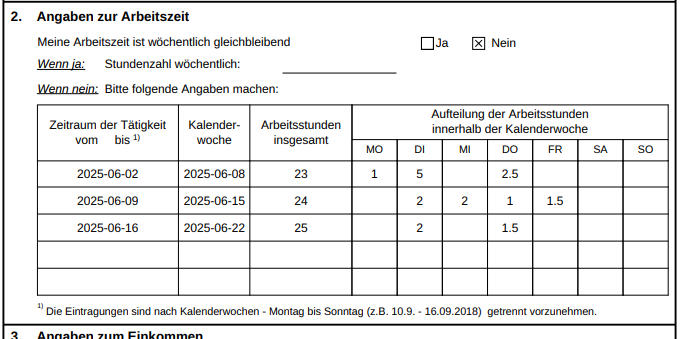 2. Angaben zur Arbeitszeit
Meine Arbeitszeit ist wöchentlich gleichbleibend Ja Nein
Wenn ja: Stundenzahl wöchentlich:
Wenn nein: Bitte folgende Angaben machen:
Zeitraum der Tätigkeit vom bis 1) Kalender-woche Arbeitsstunden insgesamt Aufteilung der Arbeitsstunden innerhalb der Kalenderwoche
MO DI MI DO FR SA SO
2025-06-02 2025-06-08 23 1 5 2.5
2025-06-09 2025-06-15 24 2 2 1 1.5
2025-06-16 2025-06-22 25 2 1.5
1) Die Eintragungen sind nach Kalenderwochen - Montag bis Sonntag (z.B. 10.9. - 16.09.2018) getrennt vorzunehmen.
3. Angaben zum Einkommen